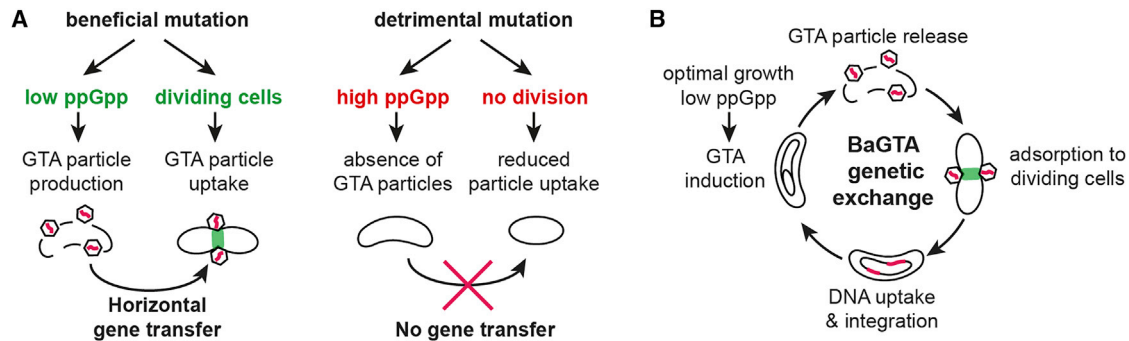 A
beneficial mutation
low ppGpp
dividing cells
GTA particle
production
GTA particle
uptake
Horizontal
gene transfer
detrimental mutation
high ppGpp
no division
absence of
GTA particles
reduced
particle uptake
No gene transfer
B
GTA particle release
optimal growth
low ppGpp
GTA
induction
BaGTA
genetic
exchange
adsorption to
dividing cells
DNA uptake
& integration